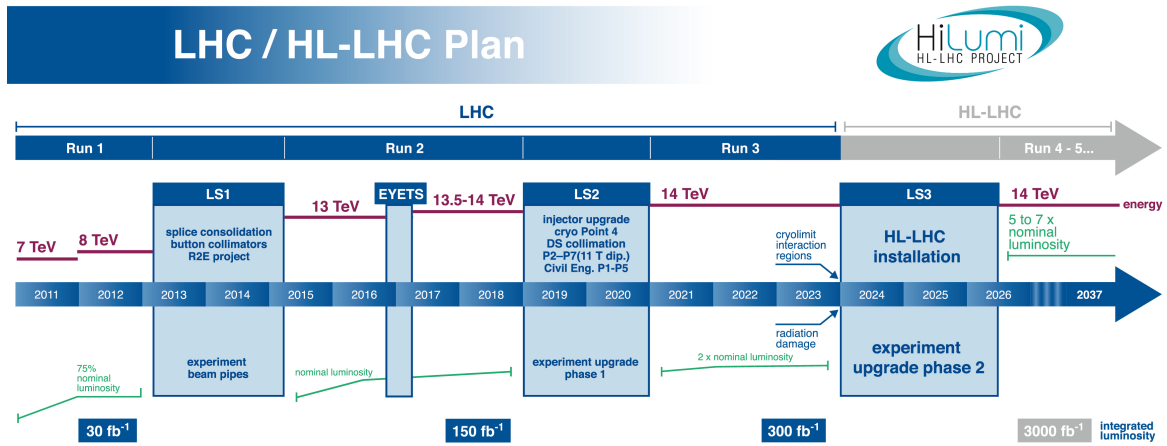 LHC / HL-LHC Plan
HiLumi
HL-LHC PROJECT
LHC
HL-LHC
Run 1
Run 2
Run 3
Run 4 - 5...
LS1
EYETS
LS2
LS3
13 TeV
13.5-14 TeV
14 TeV
14 TeV
energy
7 TeV
8 TeV
splice consolidation
button collimators
R2E project
injector upgrade
cryo Point 4
DS collimation
P2–P7(11 T dip.)
Civil Eng. P1-P5
cryolimit
interaction
regions
HL-LHC
installation
5 to 7 x
nominal
luminosity
2011
2012
2013
2014
2015
2016
2017
2018
2019
2020
2021
2022
2023
2024
2025
2026
2037
75%
nominal
luminosity
experiment
beam pipes
nominal luminosity
experiment upgrade
phase 1
2 x nominal luminosity
radiation
damage
experiment
upgrade phase 2
30 fb-1
150 fb-1
300 fb-1
3000 fb-1
integrated
luminosity